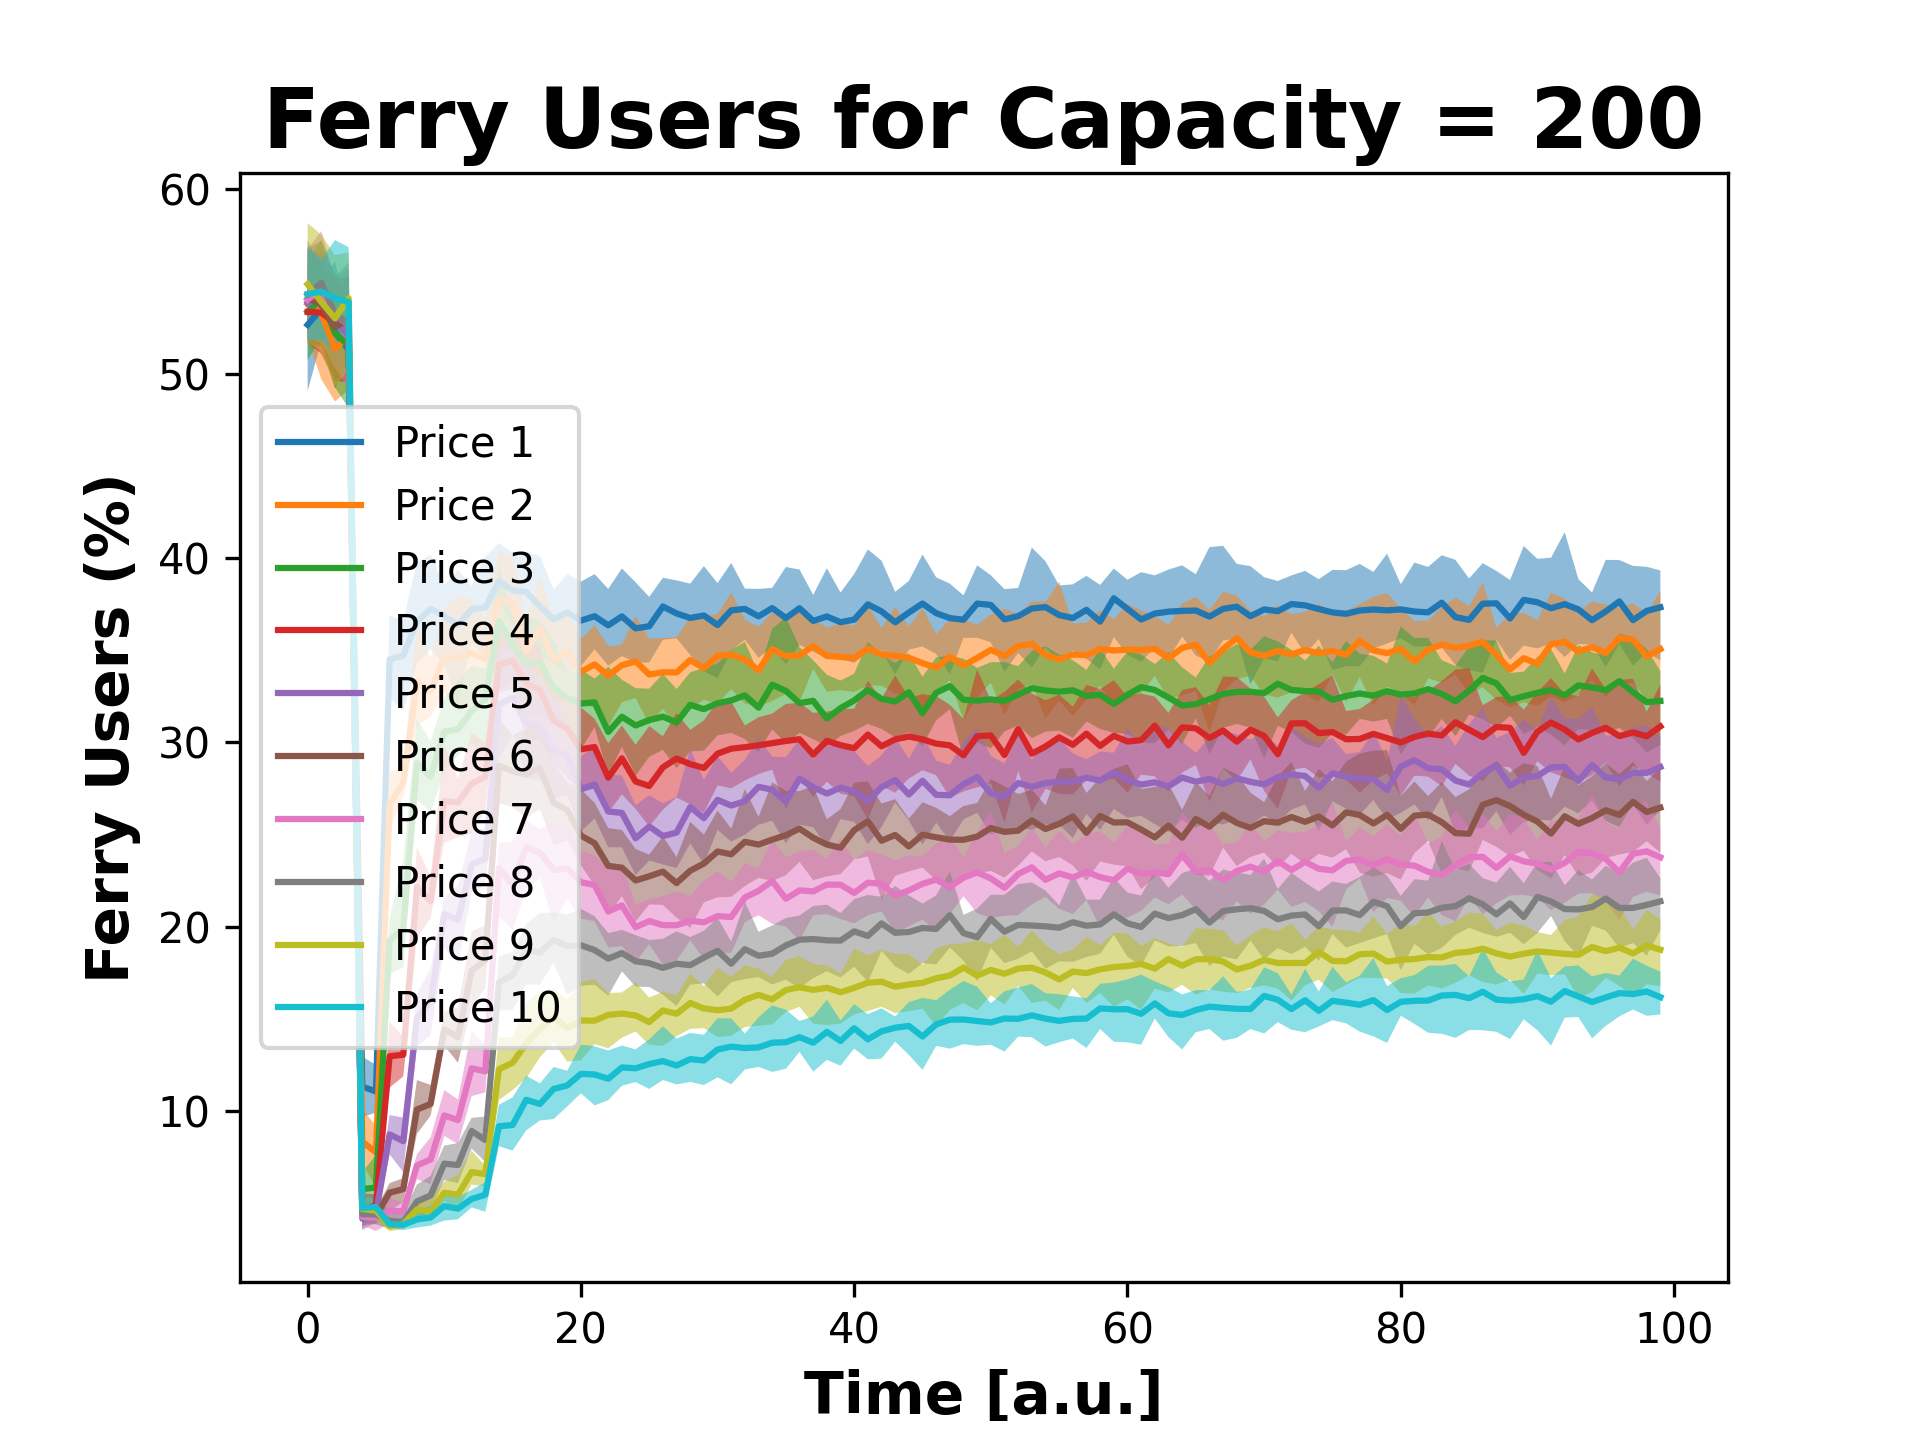 Ferry Users for Capacity = 200
Ferry Users (%)
60
50
40
30
20
10
Price 1
Price 2
Price 3
Price 4
Price 5
Price 6
Price 7
Price 8
Price 9
Price 10
0 20 40 60 80 100
Time [a.u.]